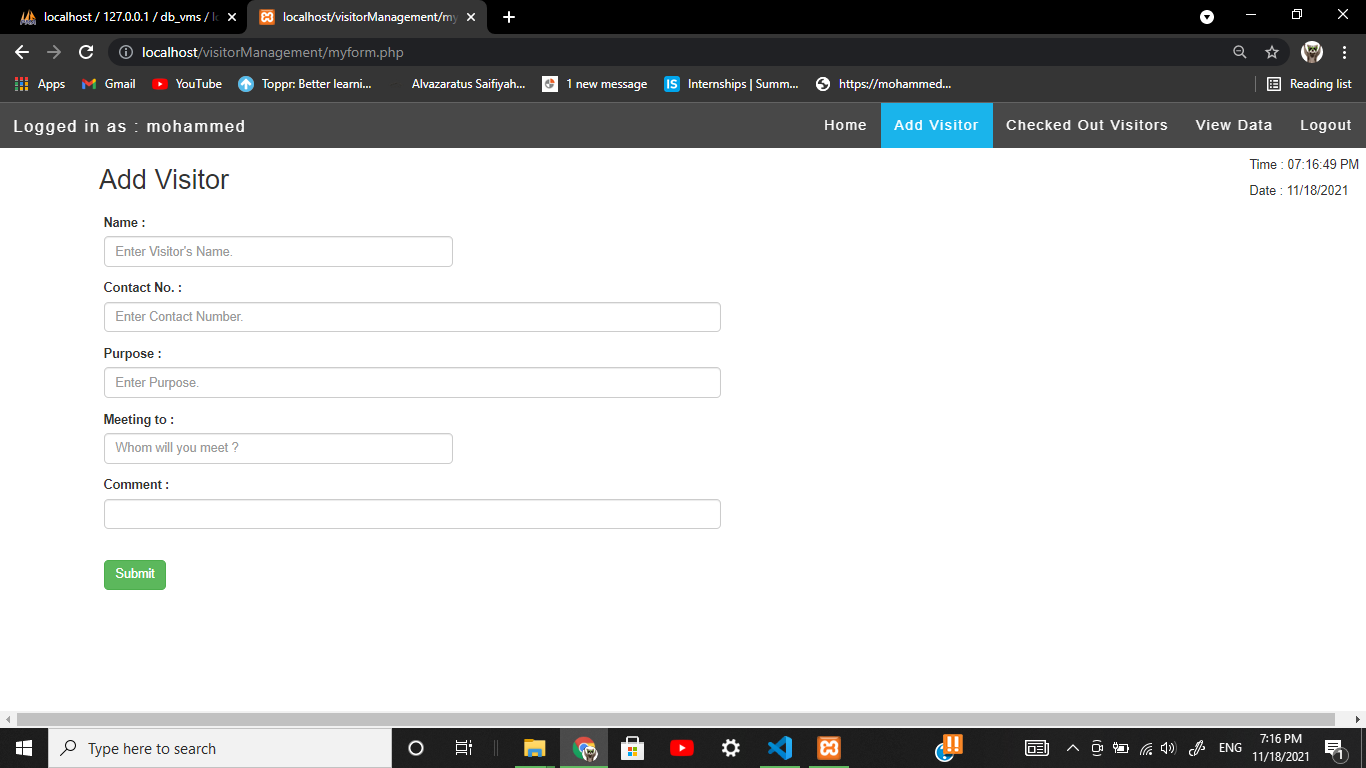 localhost / 127.0.0.1 / db_vms / l
localhost/visitorManagement/my
localhost/visitorManagement/myform.php
Apps
Gmail
YouTube
Toppr: Better learni...
Alvazaratus Saifiyah...
1 new message
IS
Internships | Summ...
https://mohammed...
Reading list
Logged in as : mohammed
Home
Add Visitor
Checked Out Visitors
View Data
Logout
Time : 07:16:49 PM
Date : 11/18/2021
Add Visitor
Name :
Enter Visitor's Name.
Contact No. :
Enter Contact Number.
Purpose :
Enter Purpose.
Meeting to :
Whom will you meet ?
Comment :
Submit
Type here to search
ENG
7:16 PM
11/18/2021
1